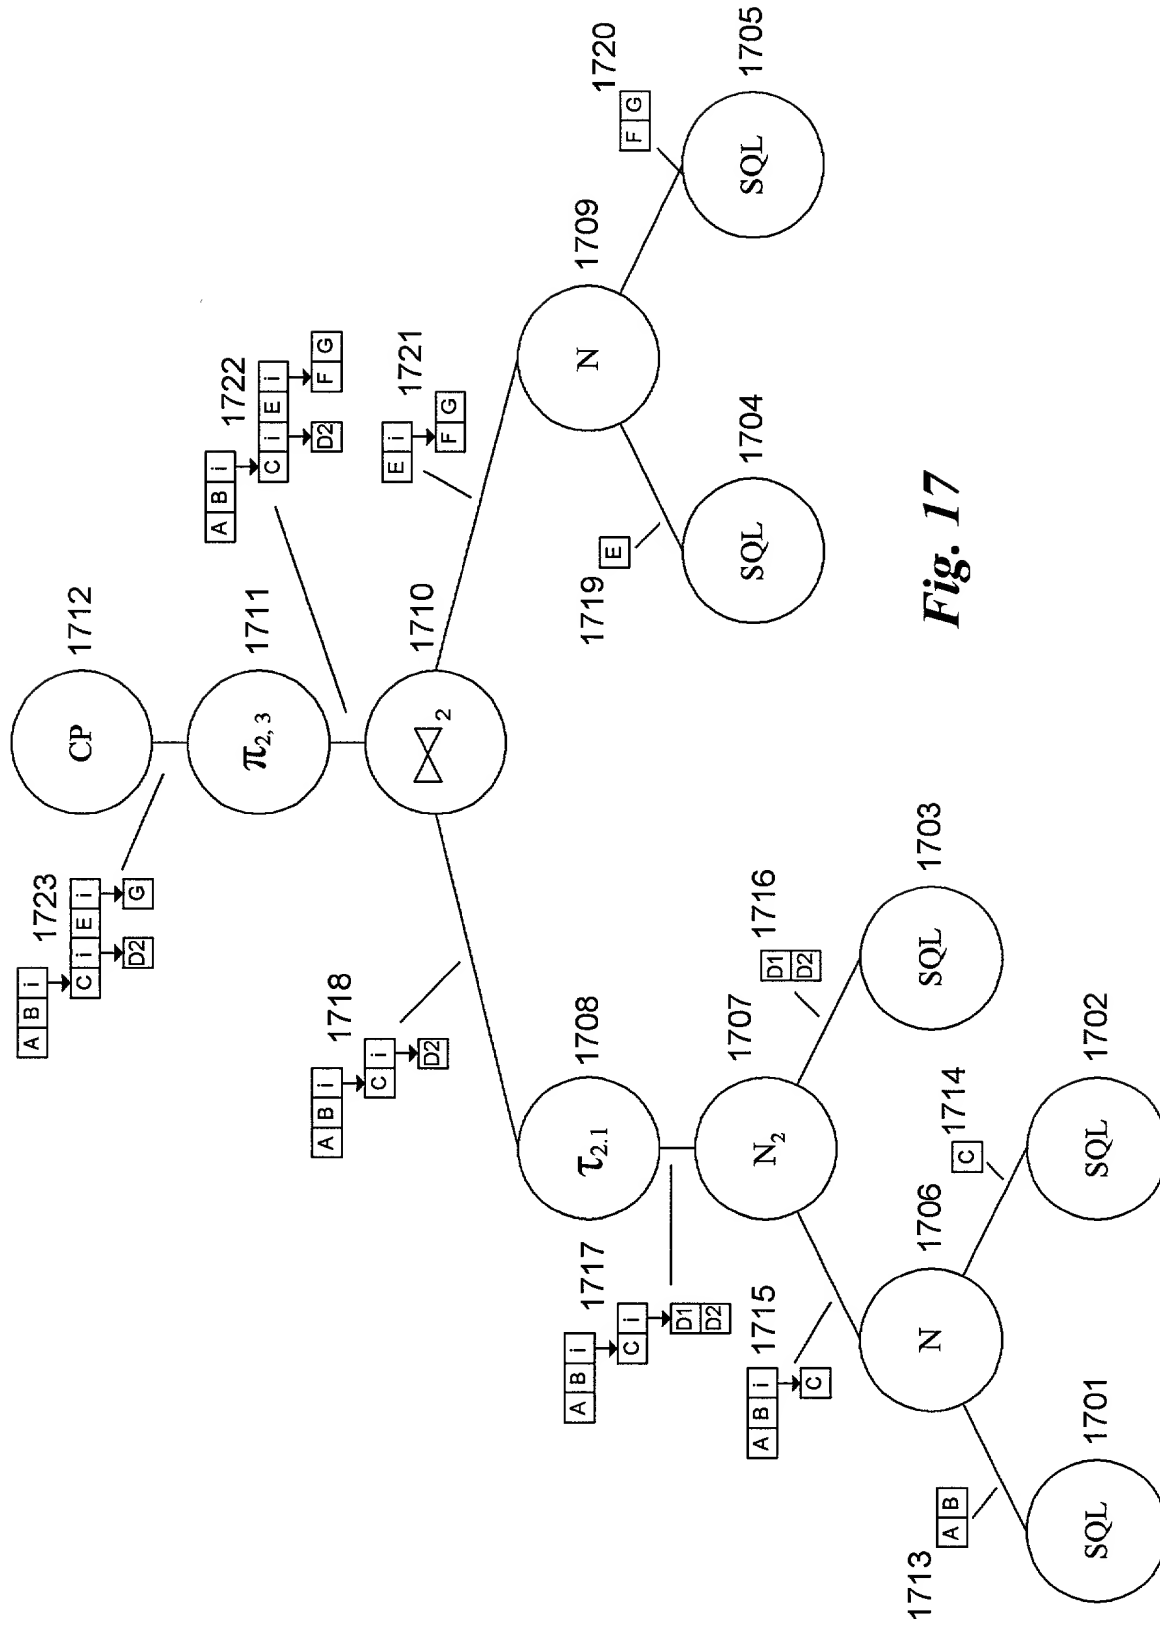 CP
1712
1723
A B i
C i E i
D2 G
π2, 3
1711
1722
A B i
C i E i
D2 F G
⋈2
1710
1721
E i
F G
1718
A B i
C i
D2
τ2.1
1708
N
1709
1720
F G
1719
E
SQL
1704
SQL
1705
1717
A B i
C i
D1
D2
N2
1707
1716
D1
D2
1715
A B i
C
N
1706
SQL
1703
1714
C
1713
A B
SQL
1701
SQL
1702
Fig. 17